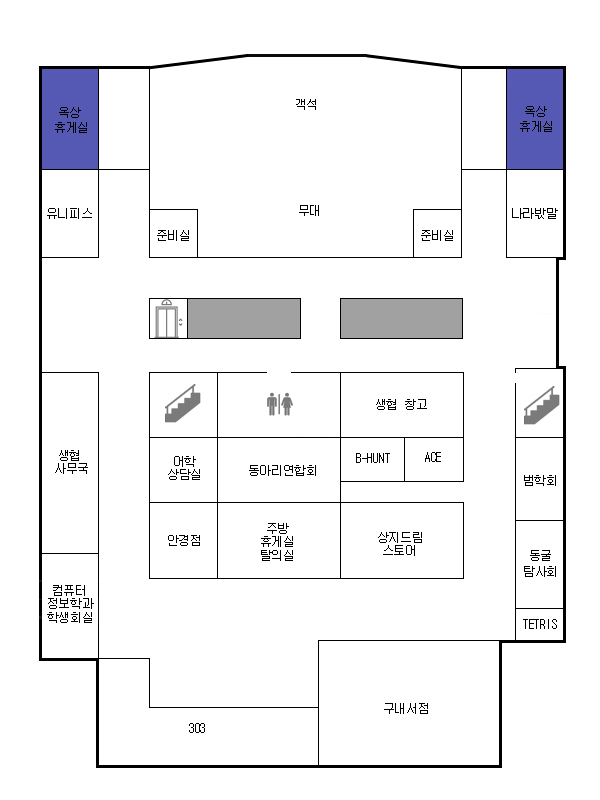 객석
옥상
휴게실
옥상
휴게실
유니피스
무대
나라밖말
준비실
준비실
생협 창고
생협
사무국
어학
상담실
동아리연합회
B-HUNT
ACE
범학회
안경점
주방
휴게실
탈의실
상지드림
스토어
동굴
탐사회
컴퓨터
정보학과
학생회실
TETRIS
구내서점
303